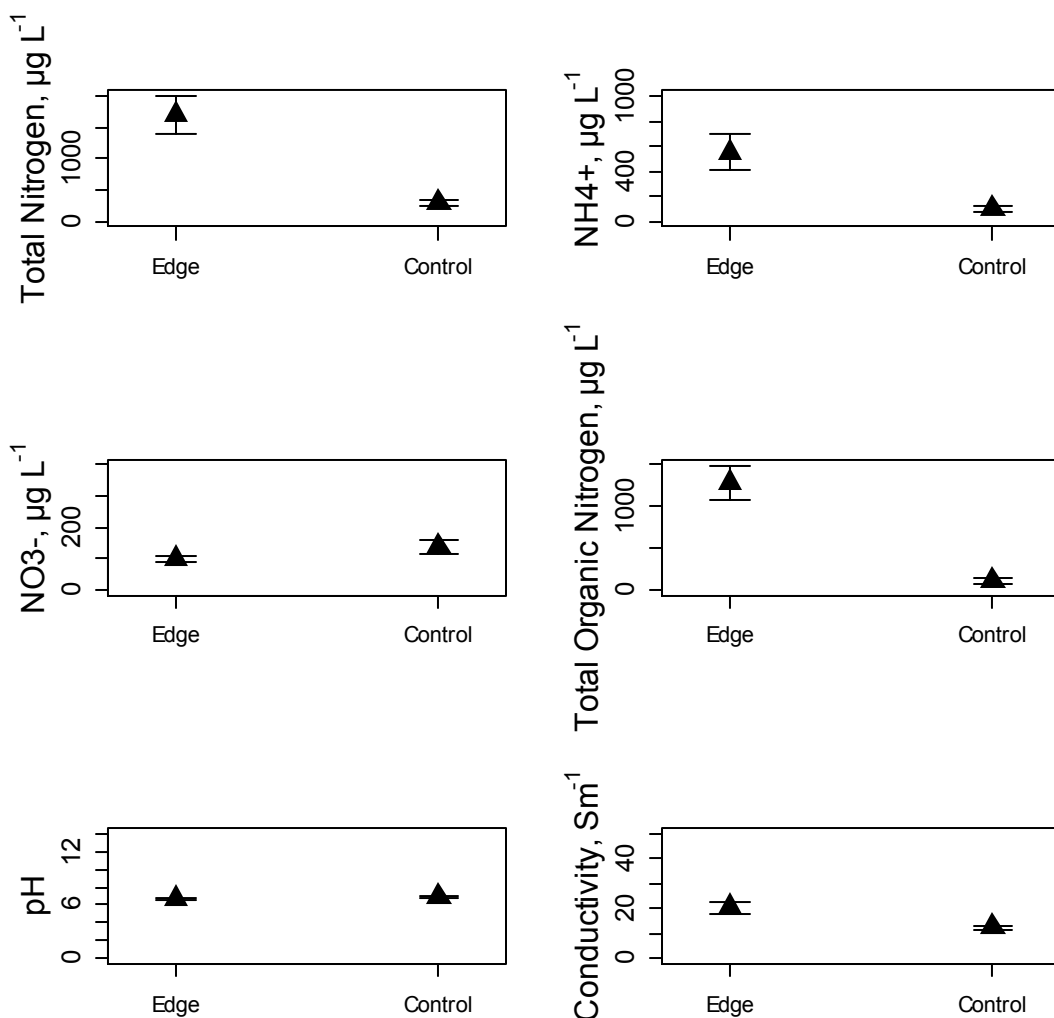 Total Nitrogen, µg L-1
1000
0
Edge
Control
NH4+, µg L-1
1000
400
0
Edge
Control
NO3-, µg L-1
200
0
Edge
Control
Total Organic Nitrogen, µg L-1
1000
0
Edge
Control
pH
12
6
0
Edge
Control
Conductivity, Sm-1
40
20
0
Edge
Control